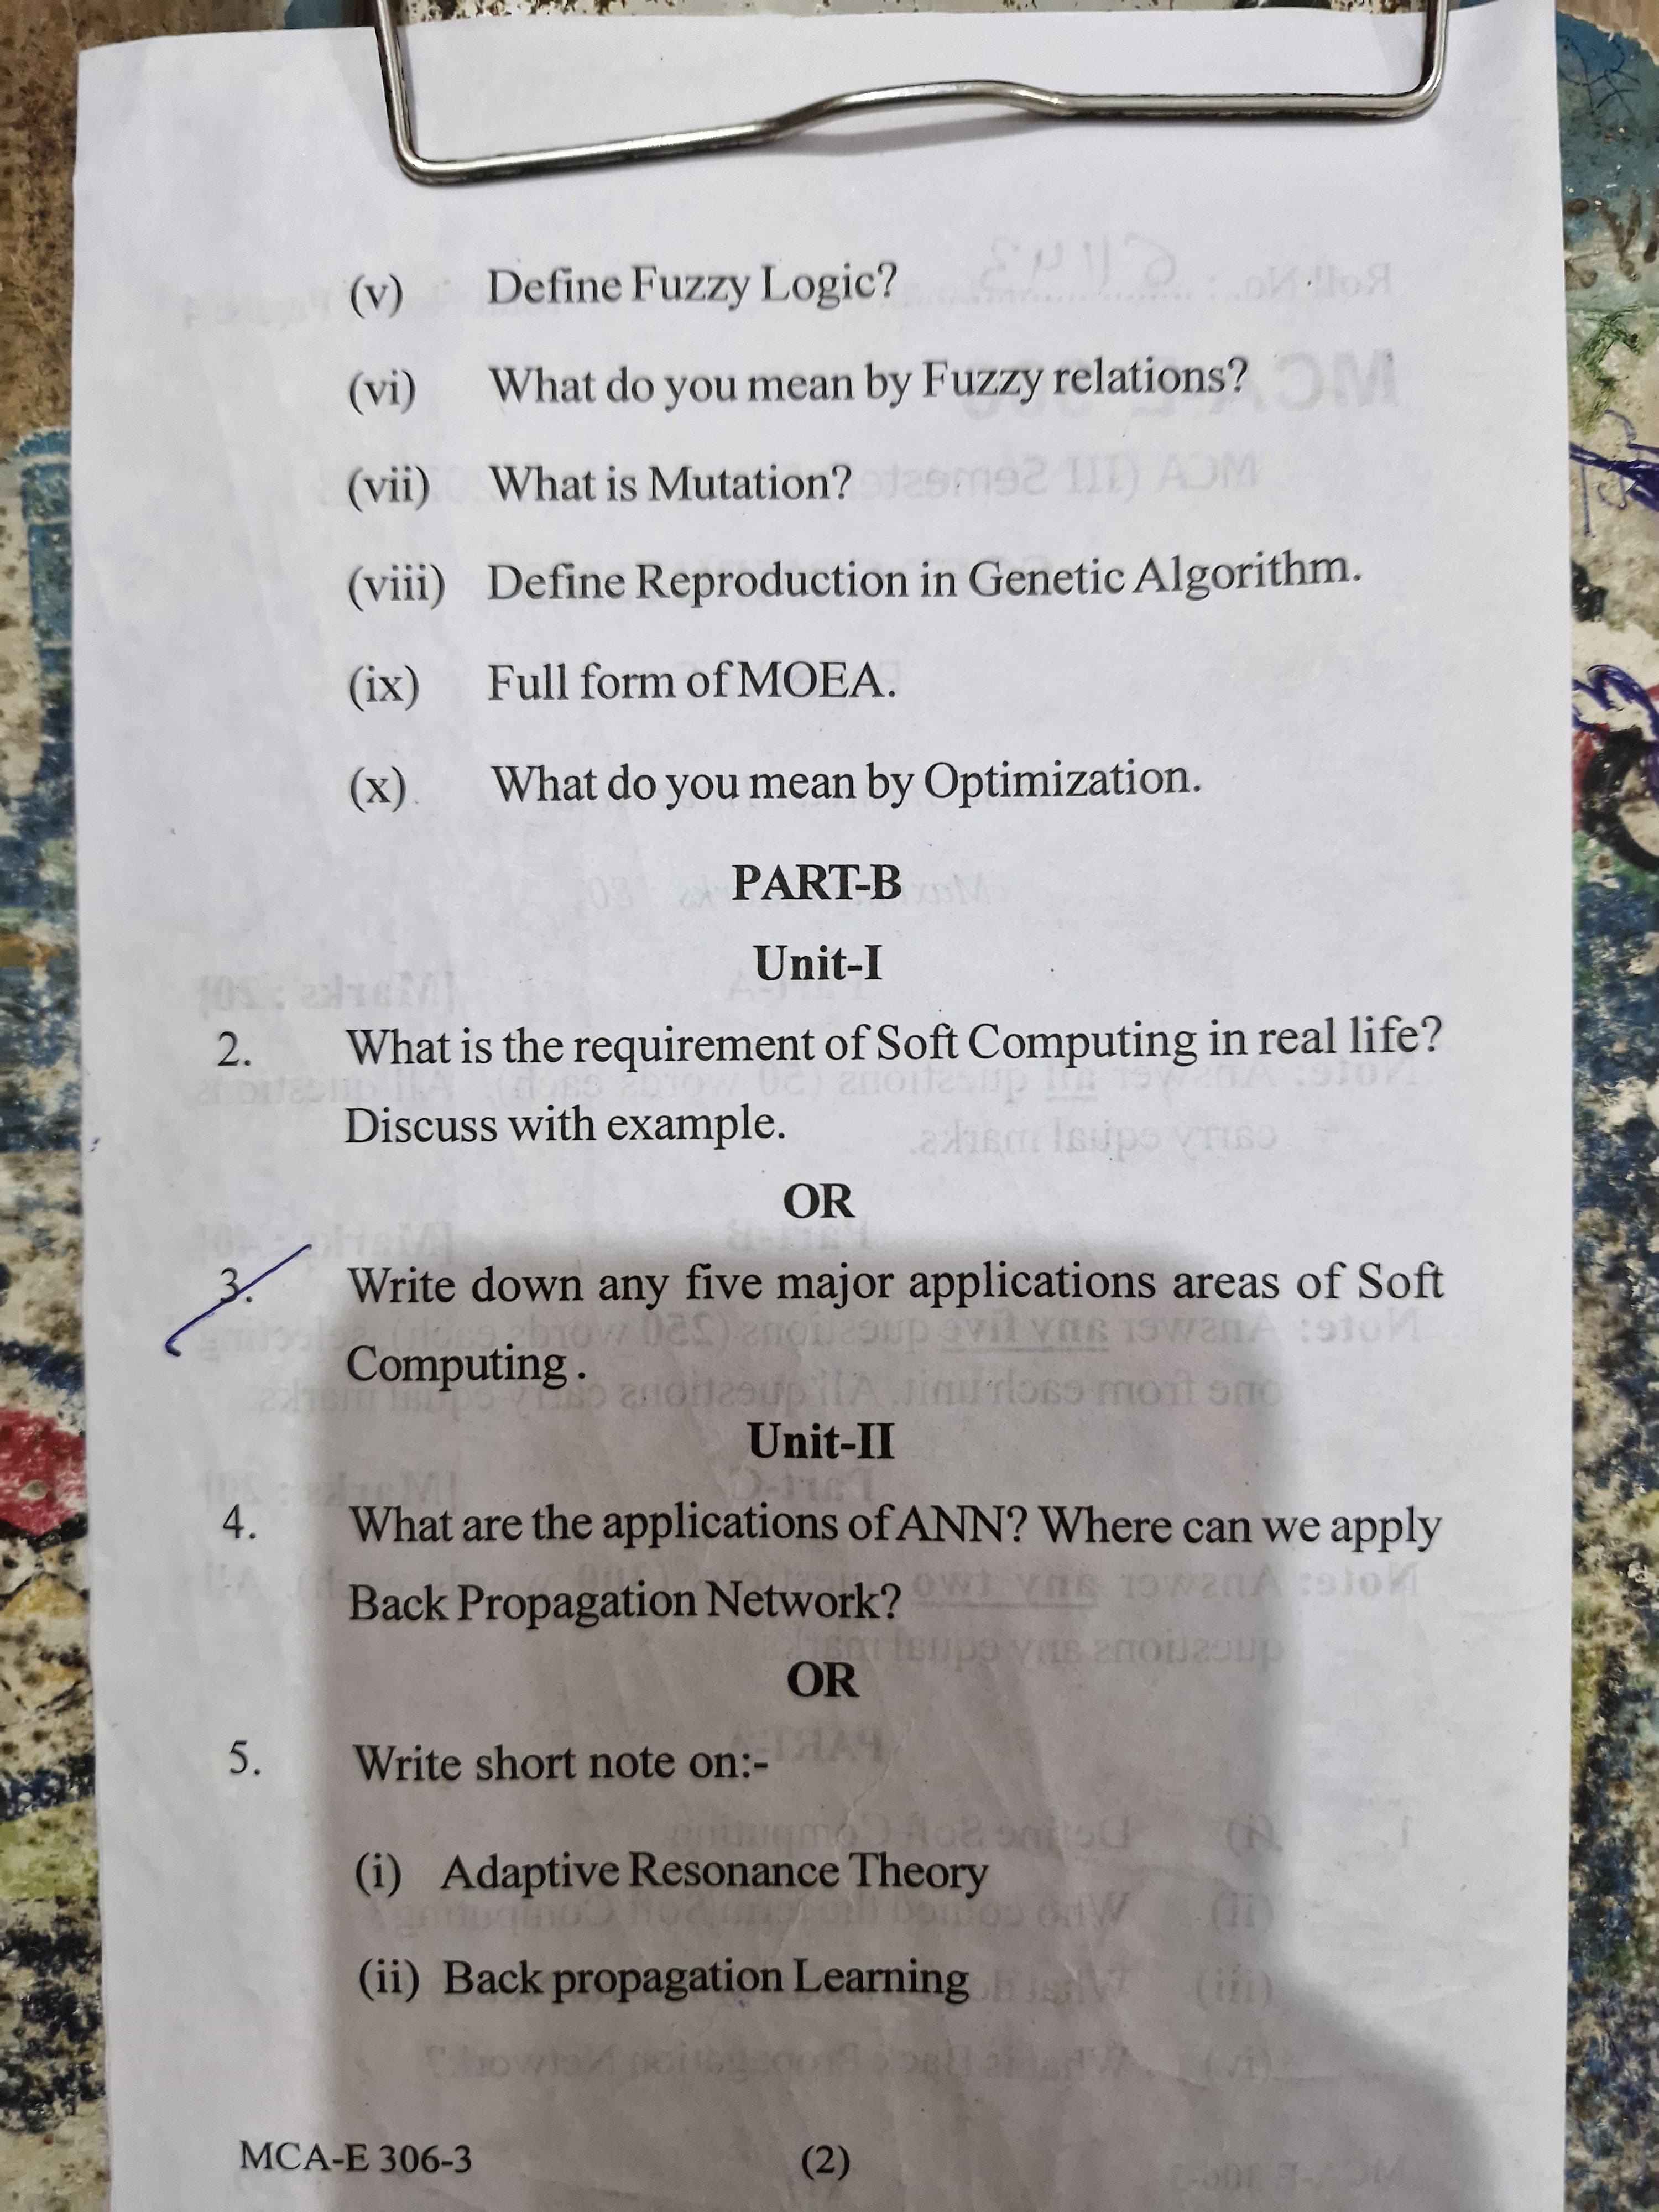 (v) Define Fuzzy Logic?
(vi) What do you mean by Fuzzy relations?
(vii) What is Mutation?
(viii) Define Reproduction in Genetic Algorithm.
(ix) Full form of MOEA.
(x) What do you mean by Optimization.
PART-B
Unit-I
2. What is the requirement of Soft Computing in real life?
Discuss with example.
OR
3. Write down any five major applications areas of Soft
Computing.
Unit-II
4. What are the applications of ANN? Where can we apply
Back Propagation Network?
OR
5. Write short note on:-
(i) Adaptive Resonance Theory
(ii) Back propagation Learning
MCA-E 306-3 (2)